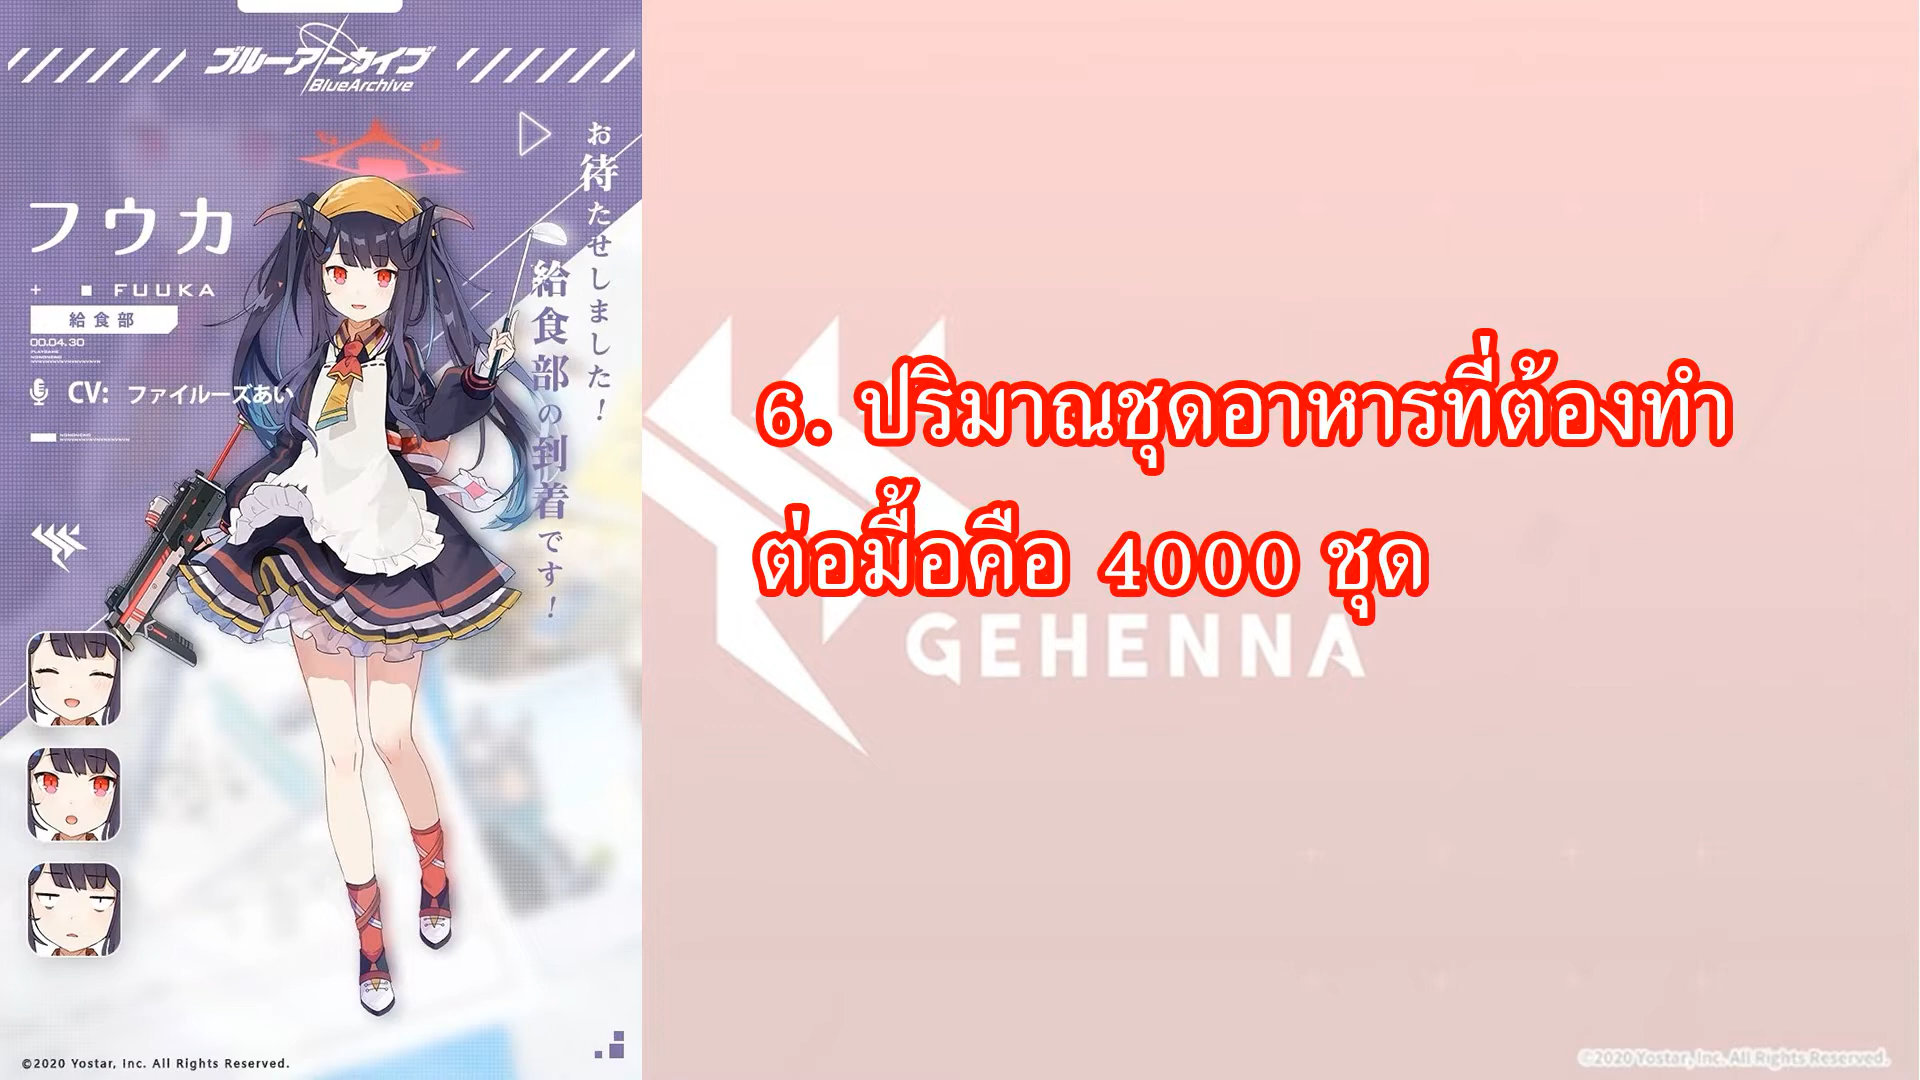 ブルーアーカイブ
BlueArchive
お待たせしました！
給食部の到着です！
フウカ
FUUKA
給食部
00.04.30
CV: ファイルーズあい
6. ปริมาณชุดอาหารที่ต้องทำ
ต่อมื้อคือ 4000 ชุด
GEHENNA
©2020 Yostar, Inc. All Rights Reserved.
©2020 Yostar, Inc. All Rights Reserved.